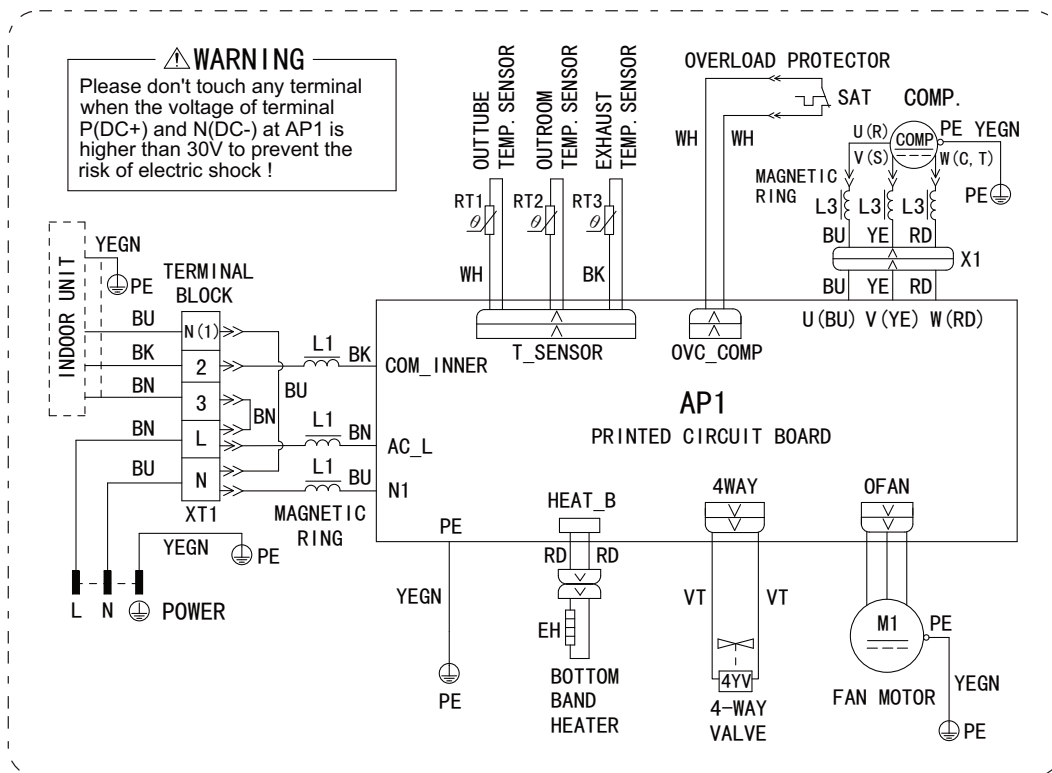 WARNING
Please don't touch any terminal
when the voltage of terminal
P(DC+) and N(DC-) at AP1 is
higher than 30V to prevent the
risk of electric shock !
OUTTUBE
TEMP. SENSOR
OUTROOM
TEMP. SENSOR
EXHAUST
TEMP. SENSOR
RT1
θ
RT2
θ
RT3
θ
WH
BK
OVERLOAD PROTECTOR
SAT
WH
WH
COMP.
U(R)
COMP
PE
YEGN
V(S)
W(C, T)
MAGNETIC
RING
PE
L3
L3
L3
BU
YE
RD
X1
BU
YE
RD
U(BU)
V(YE)
W(RD)
INDOOR UNIT
YEGN
PE
TERMINAL
BLOCK
BU
N(1)
BK
2
BN
3
BN
L
BU
N
XT1
BU
BN
L1
BK
COM_INNER
L1
BN
AC_L
L1
BU
N1
MAGNETIC
RING
YEGN
PE
L
N
POWER
T_SENSOR
OVC_COMP
AP1
PRINTED CIRCUIT BOARD
PE
YEGN
PE
HEAT_B
RD
RD
EH
BOTTOM
BAND
HEATER
4WAY
VT
VT
4YV
4-WAY
VALVE
OFAN
M1
PE
YEGN
FAN MOTOR
PE